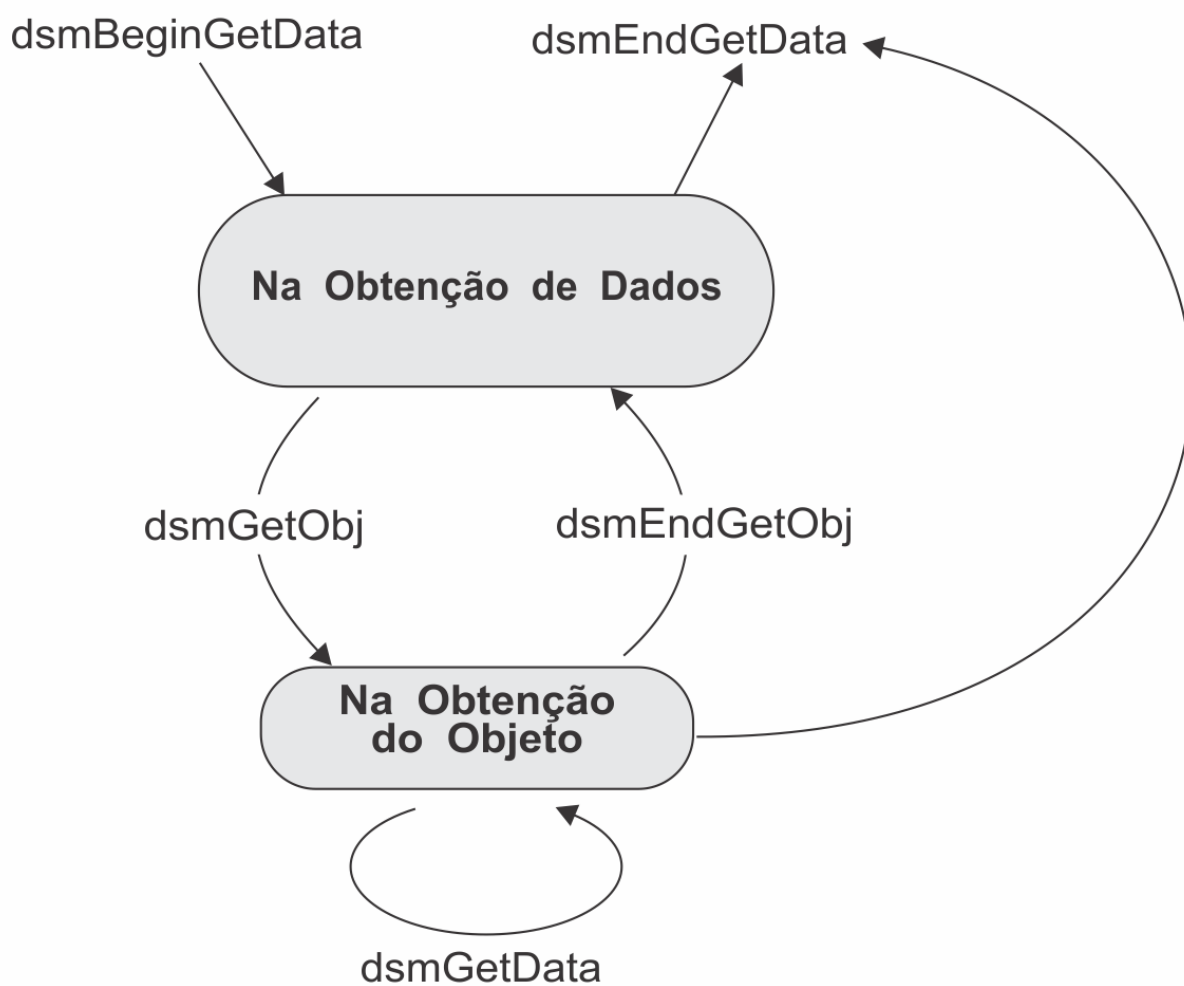 dsmBeginGetData
dsmEndGetData
Na Obtenção de Dados
dsmGetObj
dsmEndGetObj
Na Obtenção
do Objeto
dsmGetData